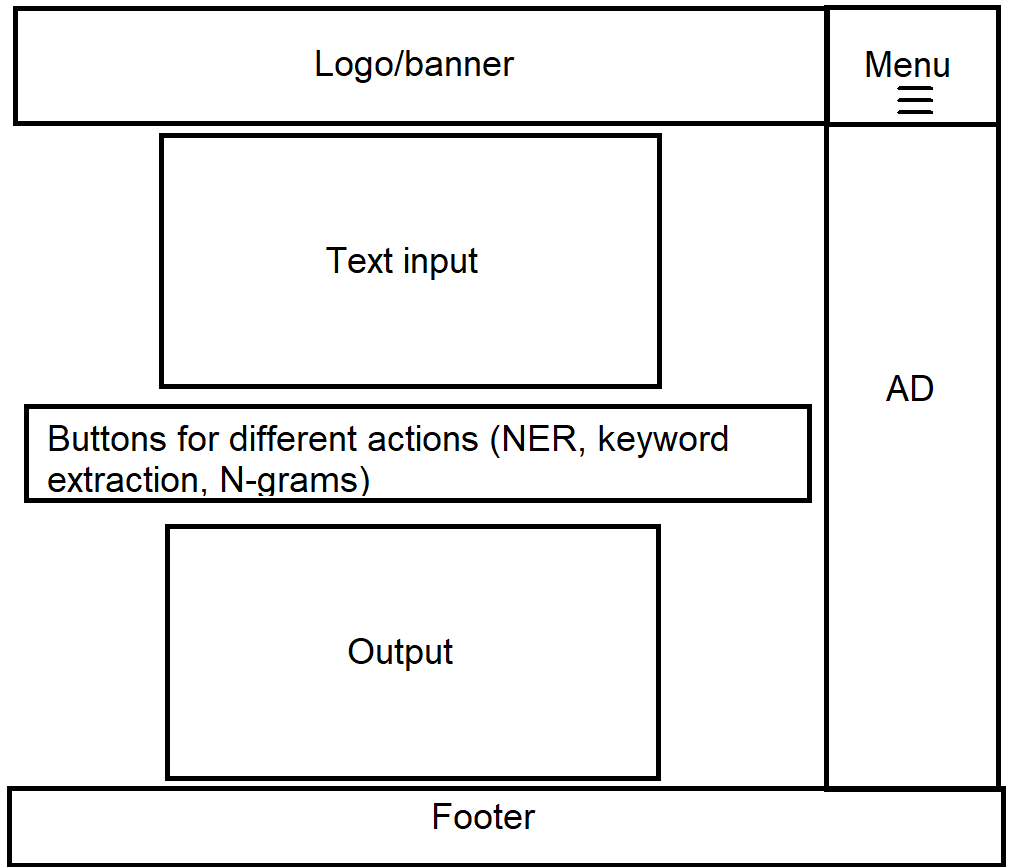 Logo/banner
Menu
Text input
AD
Buttons for different actions (NER, keyword
extraction, N-grams)
Output
Footer